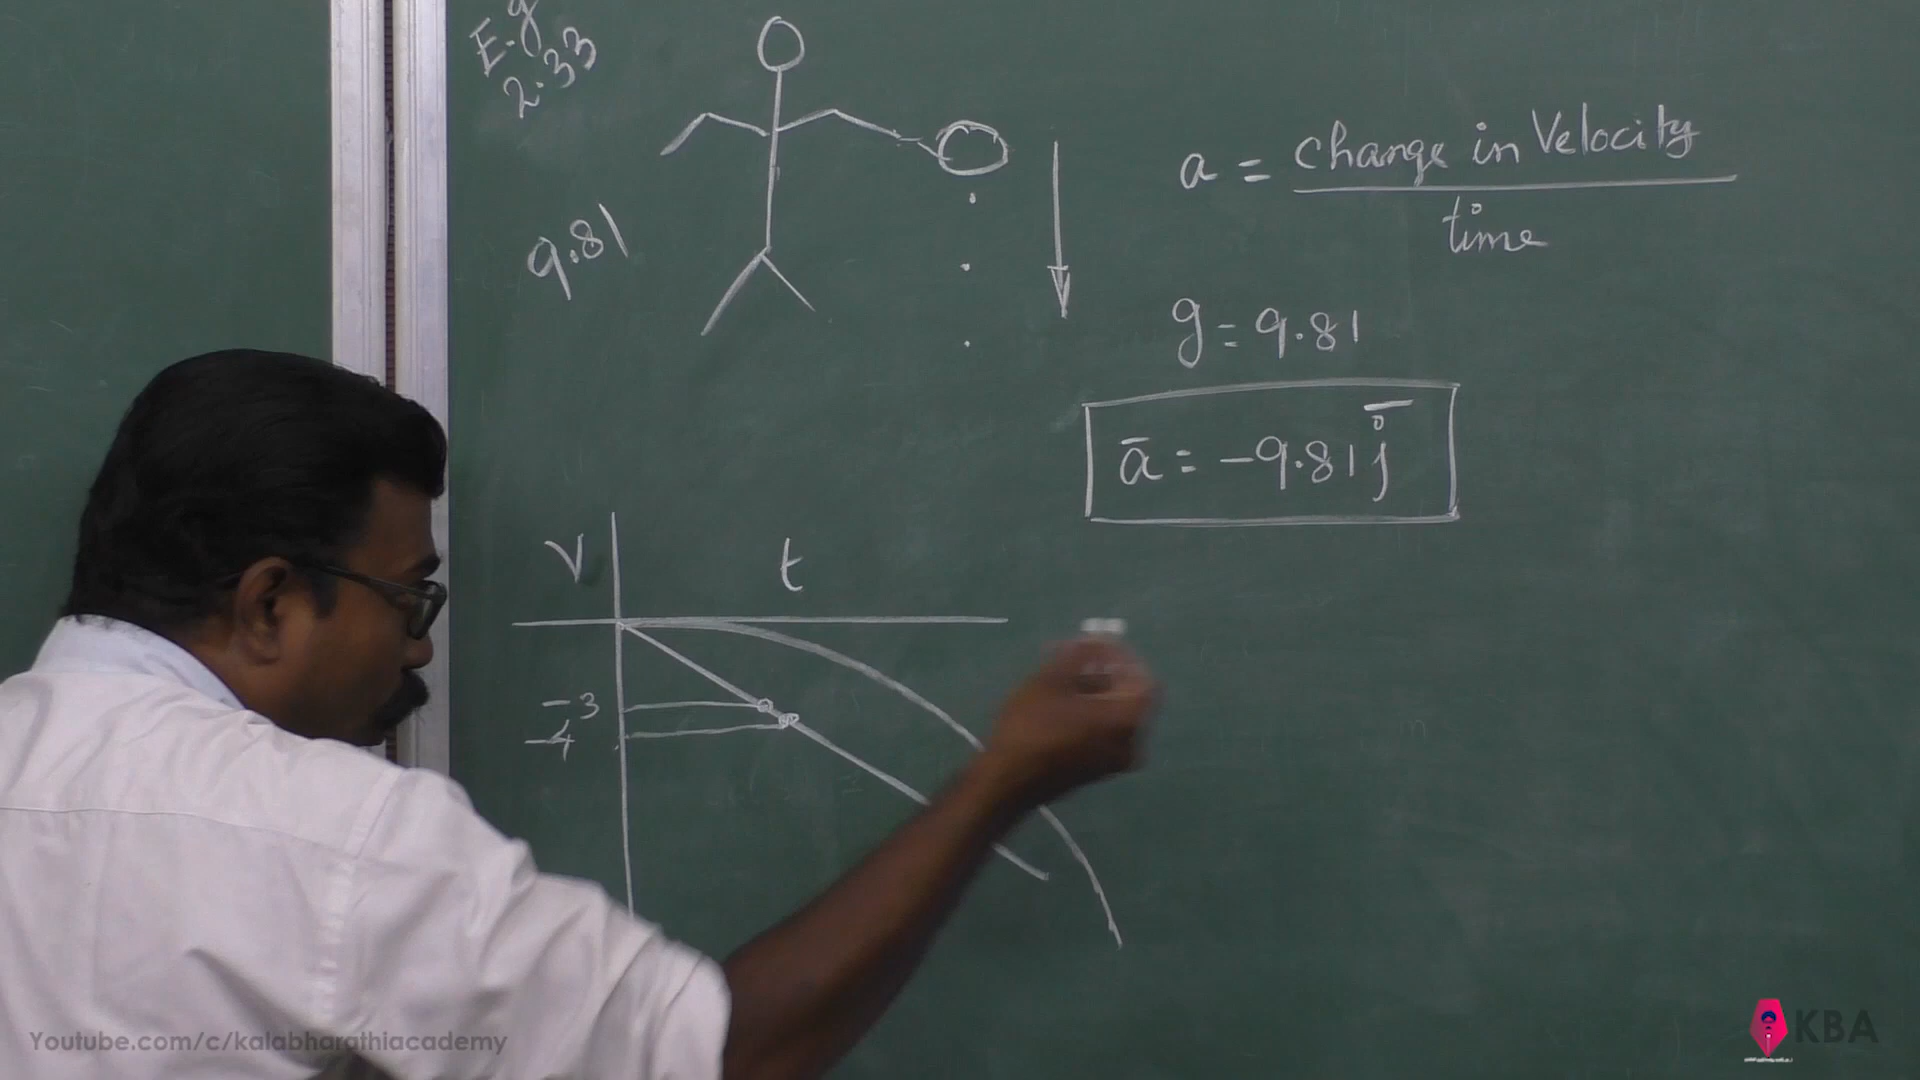 E.g
2.33
9.81
a = change in Velocity
time
g = 9.81
a̅ = -9.81 j̅
V
t
-3
-4
Youtube.com/c/kalabharathiacademy
KBA